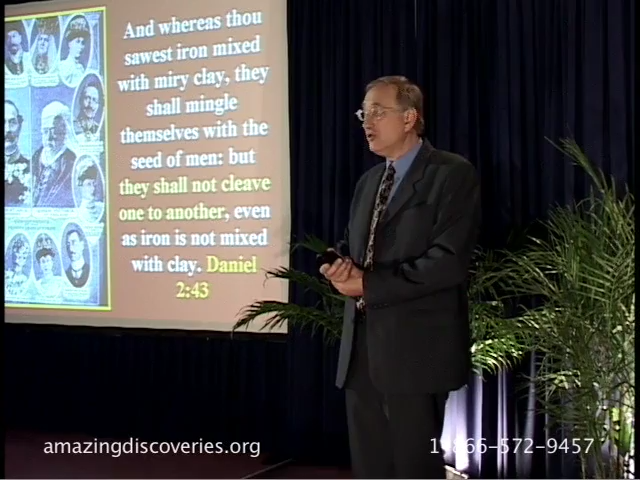 And whereas thou
sawest iron mixed
with miry clay, they
shall mingle
themselves with the
seed of men: but
they shall not cleave
one to another, even
as iron is not mixed
with clay. Daniel
2:43
amazingdiscoveries.org
1-866-572-9457